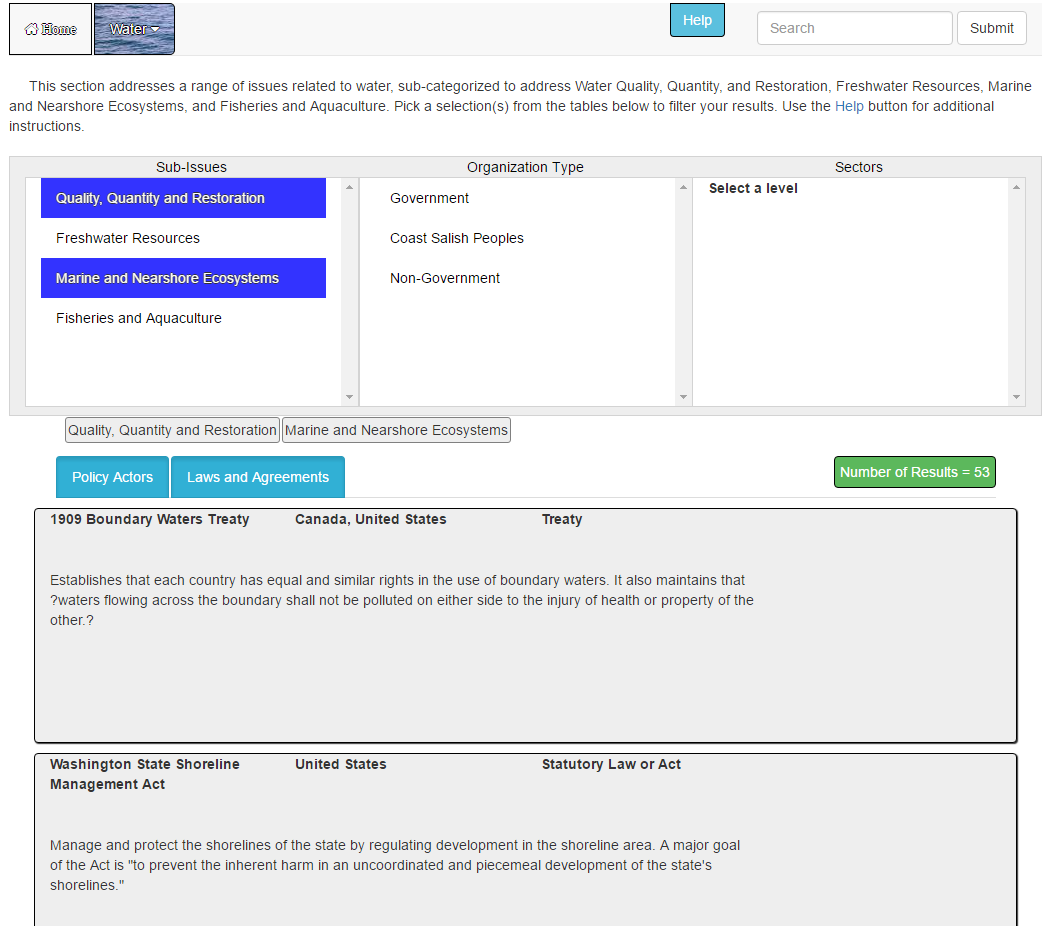 Home Water Help Search Submit
This section addresses a range of issues related to water, sub-categorized to address Water Quality, Quantity, and Restoration, Freshwater Resources, Marine
and Nearshore Ecosystems, and Fisheries and Aquaculture. Pick a selection(s) from the tables below to filter your results. Use the Help button for additional
instructions.
Sub-Issues Organization Type Sectors
Quality, Quantity and Restoration Government Select a level
Freshwater Resources Coast Salish Peoples
Marine and Nearshore Ecosystems Non-Government
Fisheries and Aquaculture
Quality, Quantity and Restoration Marine and Nearshore Ecosystems
Policy Actors Laws and Agreements Number of Results = 53
1909 Boundary Waters Treaty Canada, United States Treaty
Establishes that each country has equal and similar rights in the use of boundary waters. It also maintains that
?waters flowing across the boundary shall not be polluted on either side to the injury of health or property of the
other.?
Washington State Shoreline United States Statutory Law or Act
Management Act
Manage and protect the shorelines of the state by regulating development in the shoreline area. A major goal
of the Act is "to prevent the inherent harm in an uncoordinated and piecemeal development of the state's
shorelines."